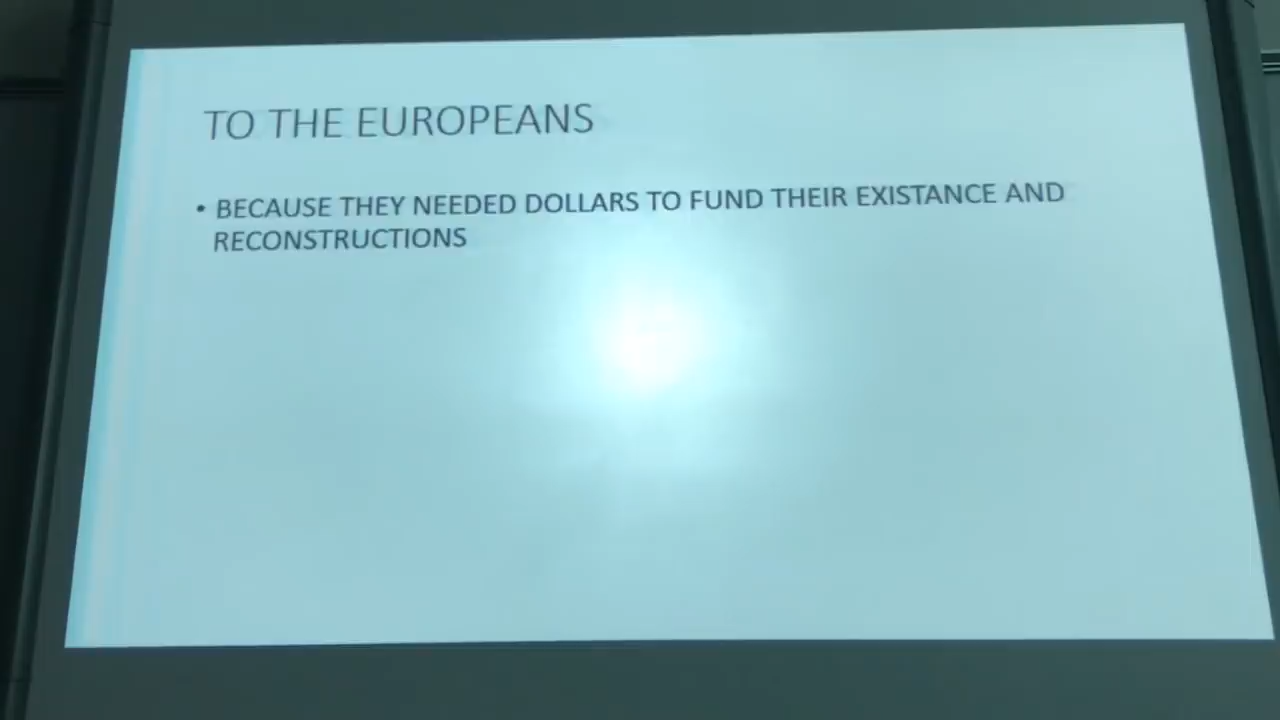 TO THE EUROPEANS
• BECAUSE THEY NEEDED DOLLARS TO FUND THEIR EXISTANCE AND
RECONSTRUCTIONS